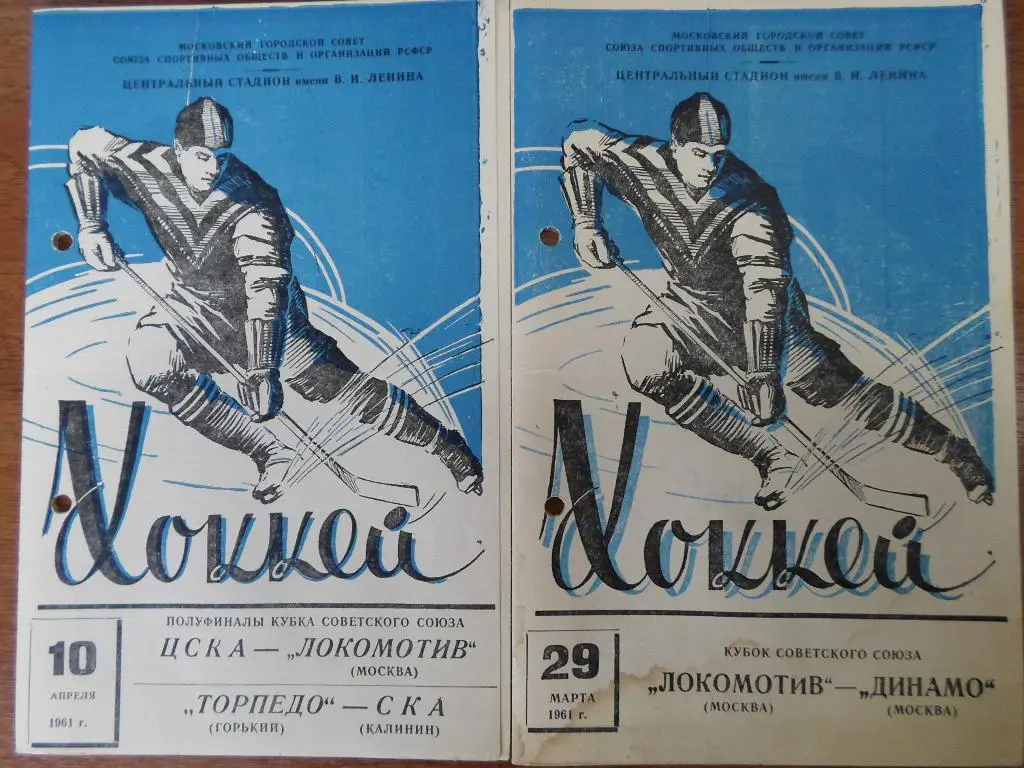 МОСКОВСКИЙ ГОРОДСКОЙ СОВЕТ
СОЮЗА СПОРТИВНЫХ ОБЩЕСТВ И ОРГАНИЗАЦИЙ РСФСР
ЦЕНТРАЛЬНЫЙ СТАДИОН имени В. И. ЛЕНИНА
Хоккей
10
АПРЕЛЯ
1961 г.
ПОЛУФИНАЛЫ КУБКА СОВЕТСКОГО СОЮЗА
ЦСКА — „ЛОКОМОТИВ“
(МОСКВА)
„ТОРПЕДО“ — СКА
(ГОРЬКИЙ) (КАЛИНИН)
МОСКОВСКИЙ ГОРОДСКОЙ СОВЕТ
СОЮЗА СПОРТИВНЫХ ОБЩЕСТВ И ОРГАНИЗАЦИЙ РСФСР
ЦЕНТРАЛЬНЫЙ СТАДИОН имени В. И. ЛЕНИНА
Хоккей
29
МАРТА
1961 г.
КУБОК СОВЕТСКОГО СОЮЗА
„ЛОКОМОТИВ“ — „ДИНАМО“
(МОСКВА) (МОСКВА)